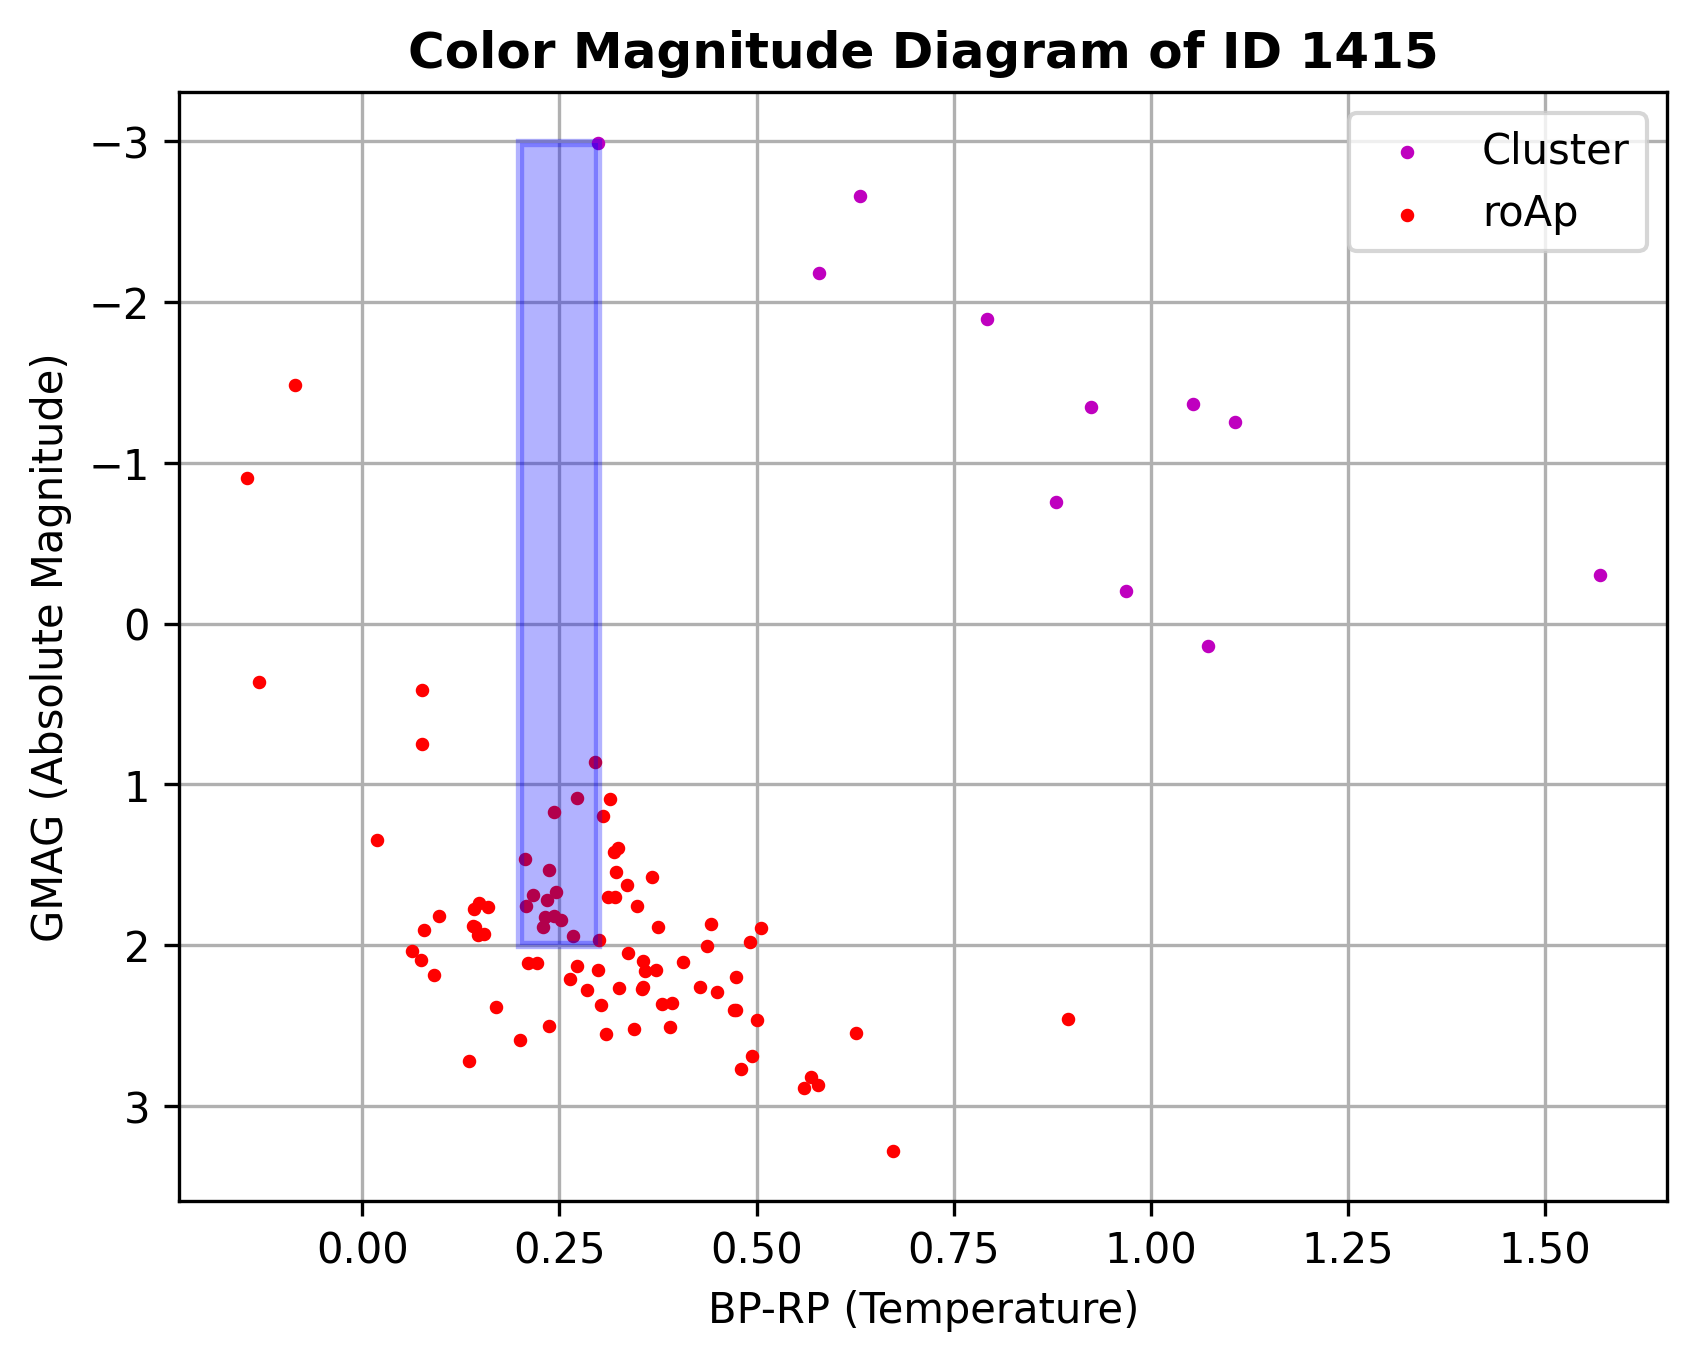 Color Magnitude Diagram of ID 1415
Cluster
roAp
GMAG (Absolute Magnitude)
−3
−2
−1
0
1
2
3
0.00 0.25 0.50 0.75 1.00 1.25 1.50
BP-RP (Temperature)